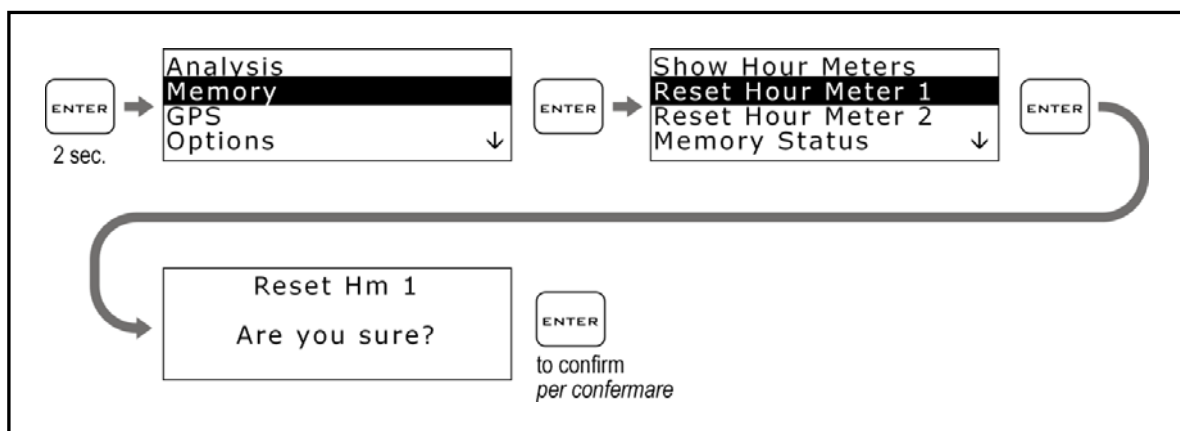 ENTER
2 sec.
Analysis
Memory
GPS
Options ↓
ENTER
Show Hour Meters
Reset Hour Meter 1
Reset Hour Meter 2
Memory Status ↓
ENTER
Reset Hm 1
Are you sure?
ENTER
to confirm
per confermare